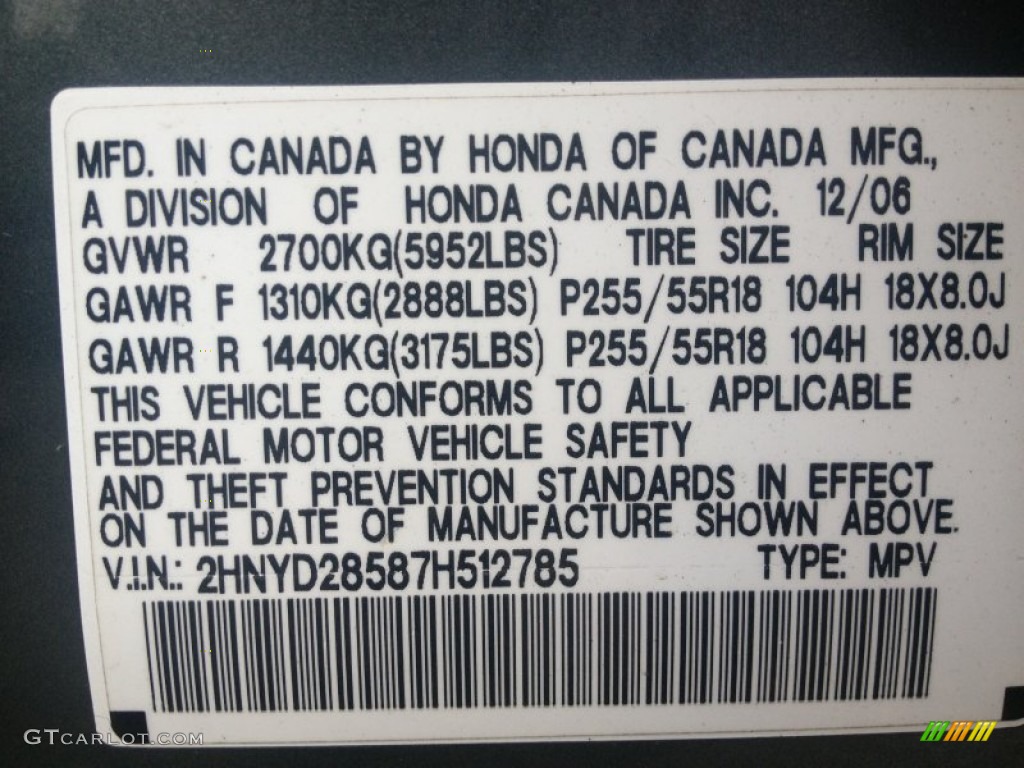 MFD. IN CANADA BY HONDA OF CANADA MFG.,
A DIVISION OF HONDA CANADA INC. 12/06
GVWR 2700KG(5952LBS) TIRE SIZE RIM SIZE
GAWR F 1310KG(2888LBS) P255/55R18 104H 18X8.0J
GAWR R 1440KG(3175LBS) P255/55R18 104H 18X8.0J
THIS VEHICLE CONFORMS TO ALL APPLICABLE
FEDERAL MOTOR VEHICLE SAFETY
AND THEFT PREVENTION STANDARDS IN EFFECT
ON THE DATE OF MANUFACTURE SHOWN ABOVE.
V.I.N.: 2HNYD28587H512785 TYPE: MPV
GTCARLOT.COM